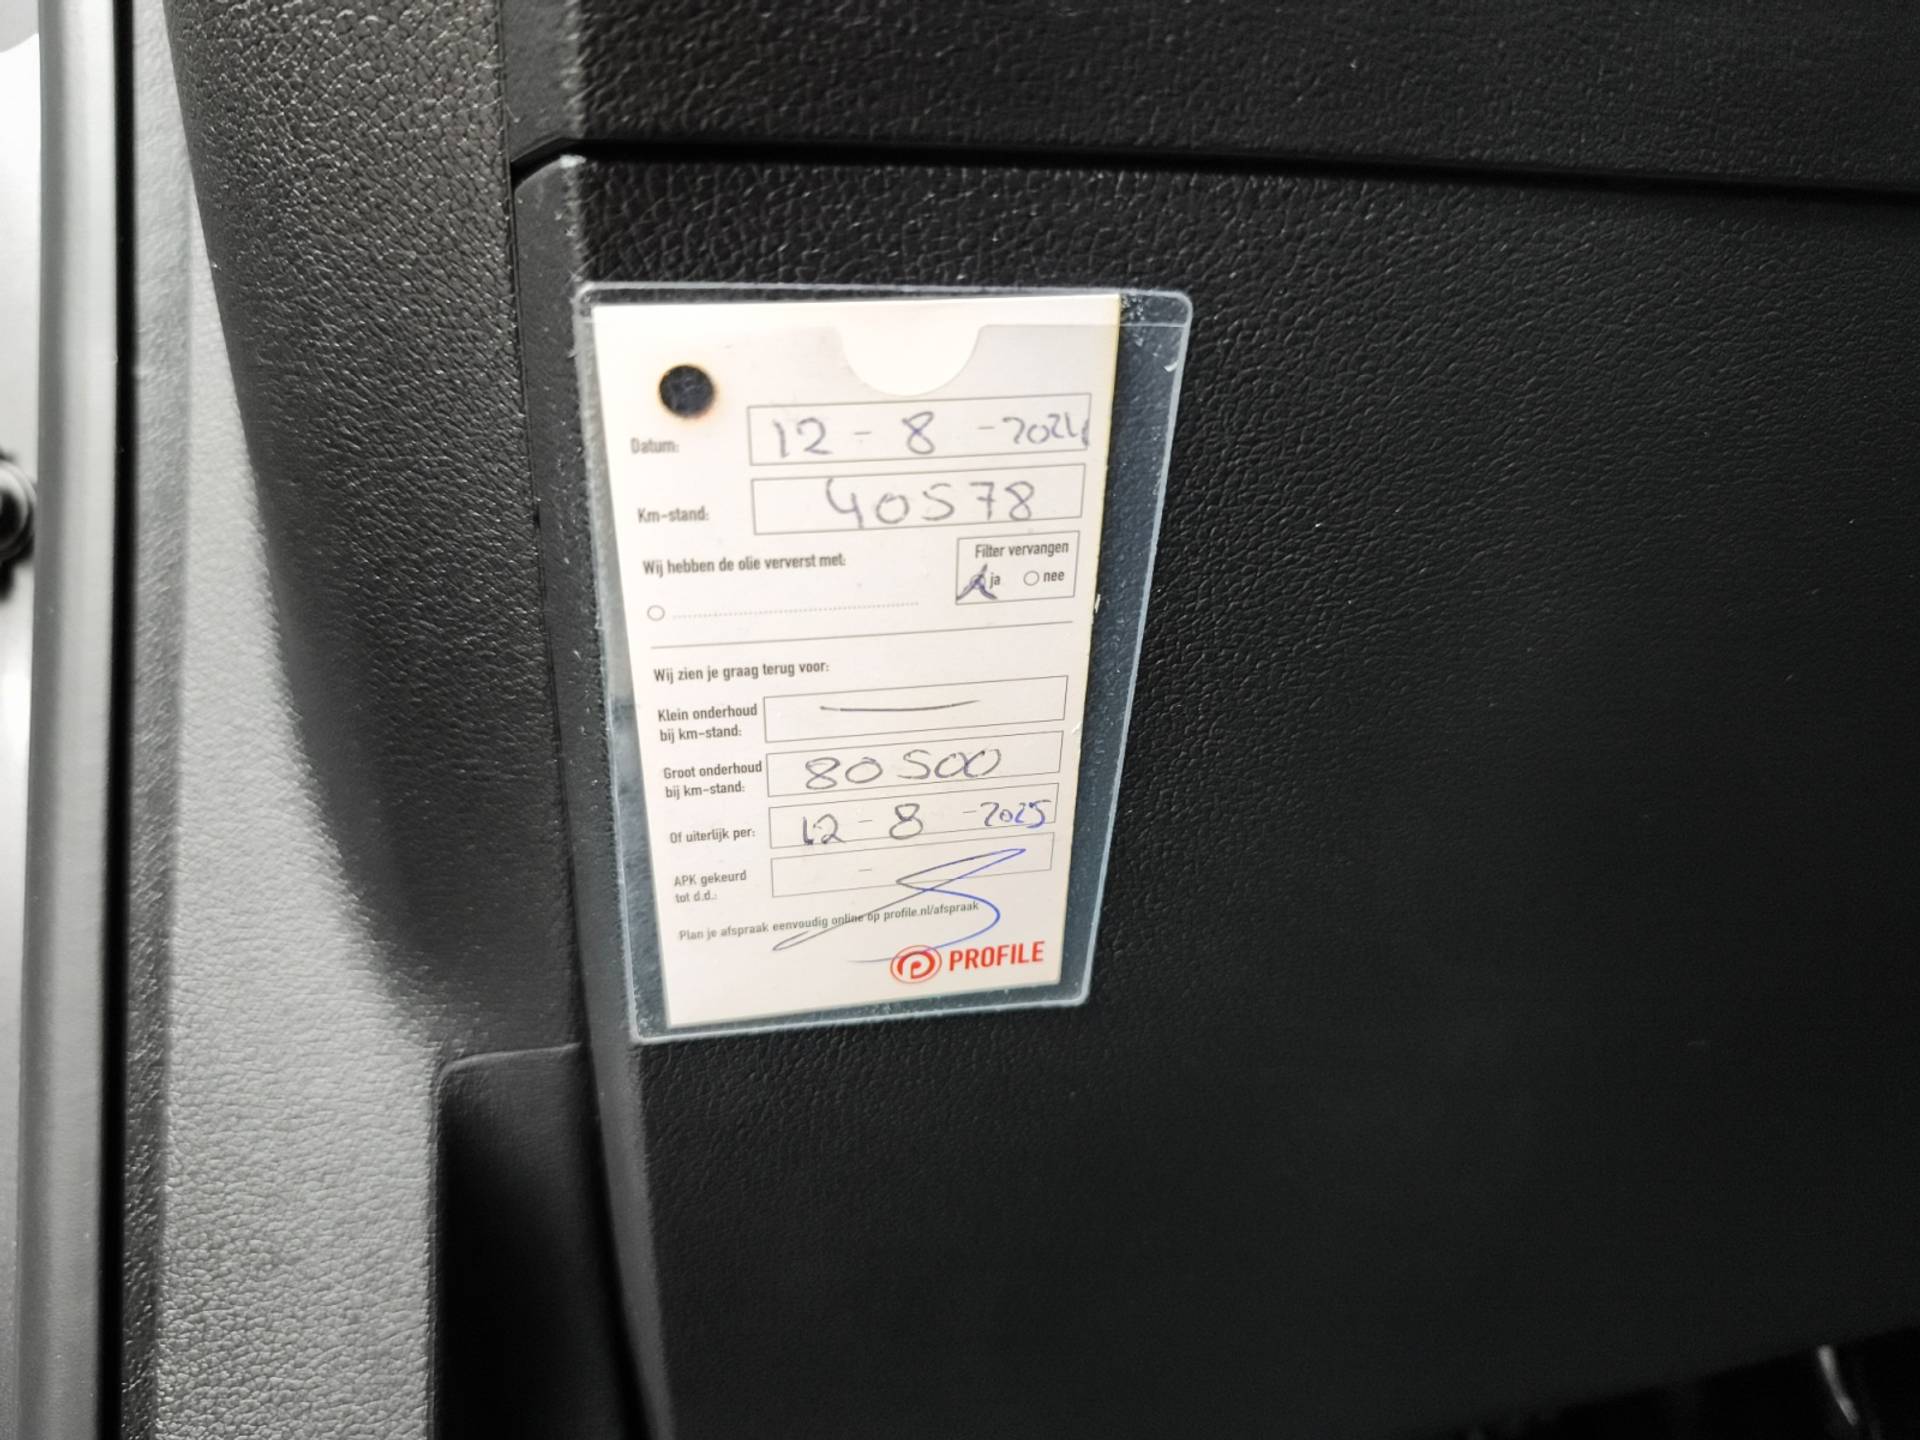 Datum: 12 - 8 - 2024
Km-stand: 40578
Wij hebben de olie ververst met:
Filter vervangen
ja nee
Wij zien je graag terug voor:
Klein onderhoud
bij km-stand: —
Groot onderhoud
bij km-stand: 80500
Of uiterlijk per: 12 - 8 - 2025
APK gekeurd
tot d.d.: -
Plan je afspraak eenvoudig online op profile.nl/afspraak
PROFILE